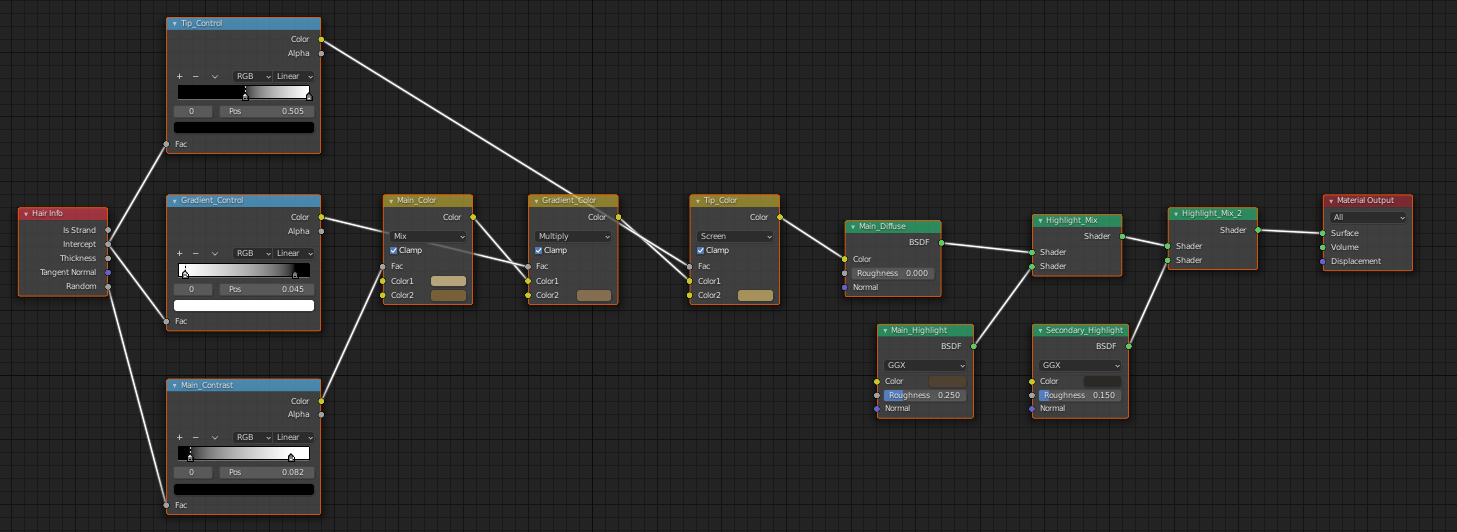 Tip_Control
Color
Alpha
+ − RGB Linear
0 Pos 0.505
Fac
Hair Info
Is Strand
Intercept
Thickness
Tangent Normal
Random
Gradient_Control
Color
Alpha
+ − RGB Linear
0 Pos 0.045
Fac
Main_Contrast
Color
Alpha
+ − RGB Linear
0 Pos 0.082
Fac
Main_Color
Color
Mix
Clamp
Fac
Color1
Color2
Gradient_Color
Color
Multiply
Clamp
Fac
Color1
Color2
Tip_Color
Color
Screen
Clamp
Fac
Color1
Color2
Main_Diffuse
BSDF
Color
Roughness 0.000
Normal
Main_Highlight
BSDF
GGX
Color
Roughness 0.250
Normal
Highlight_Mix
Shader
Shader
Shader
Secondary_Highlight
BSDF
GGX
Color
Roughness 0.150
Normal
Highlight_Mix_2
Shader
Shader
Shader
Material Output
All
Surface
Volume
Displacement